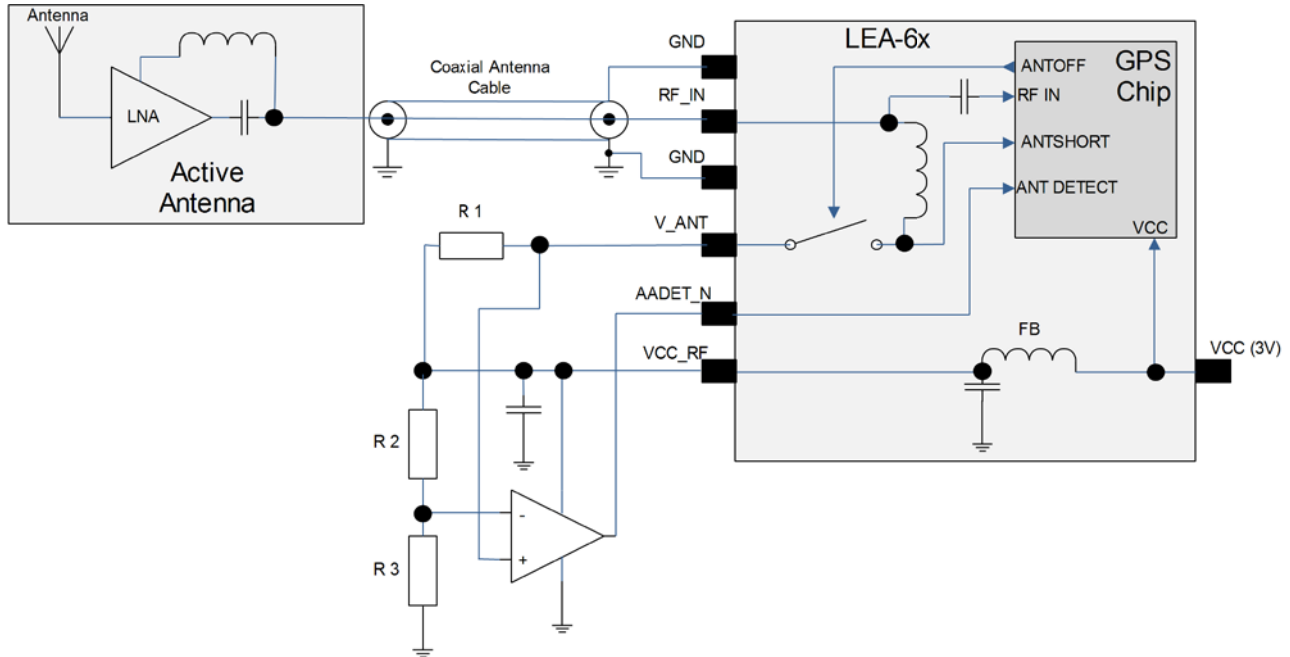 Antenna
LNA
Active
Antenna
Coaxial Antenna
Cable
GND
RF_IN
GND
V_ANT
AADET_N
VCC_RF
LEA-6x
GPS
Chip
ANTOFF
RF IN
ANTSHORT
ANT DETECT
VCC
FB
VCC (3V)
R 1
R 2
R 3
-
+